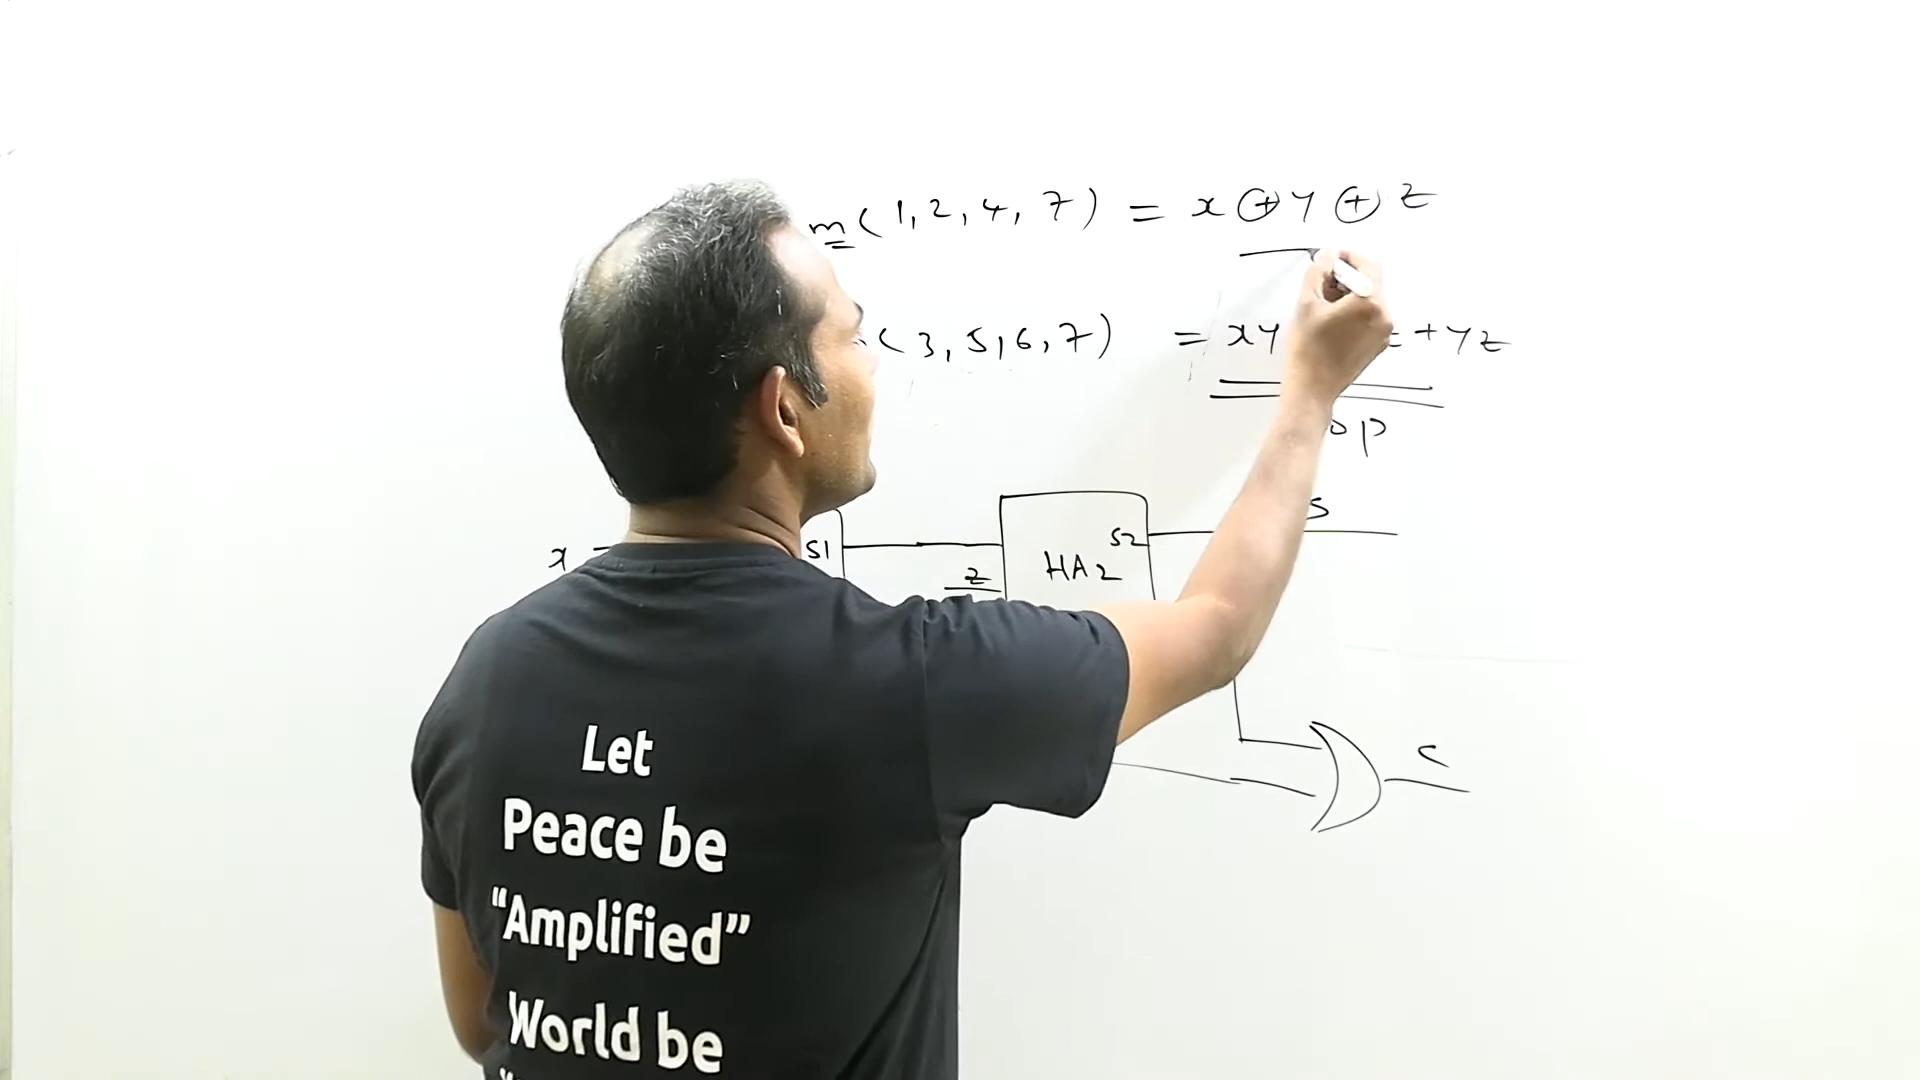 m(1,2,4,7) = x ⊕ y ⊕ z
(3,5,6,7) = xy +yz
op
S
x S1 S2
z HA2
C
Let
Peace be
“Amplified”
World be